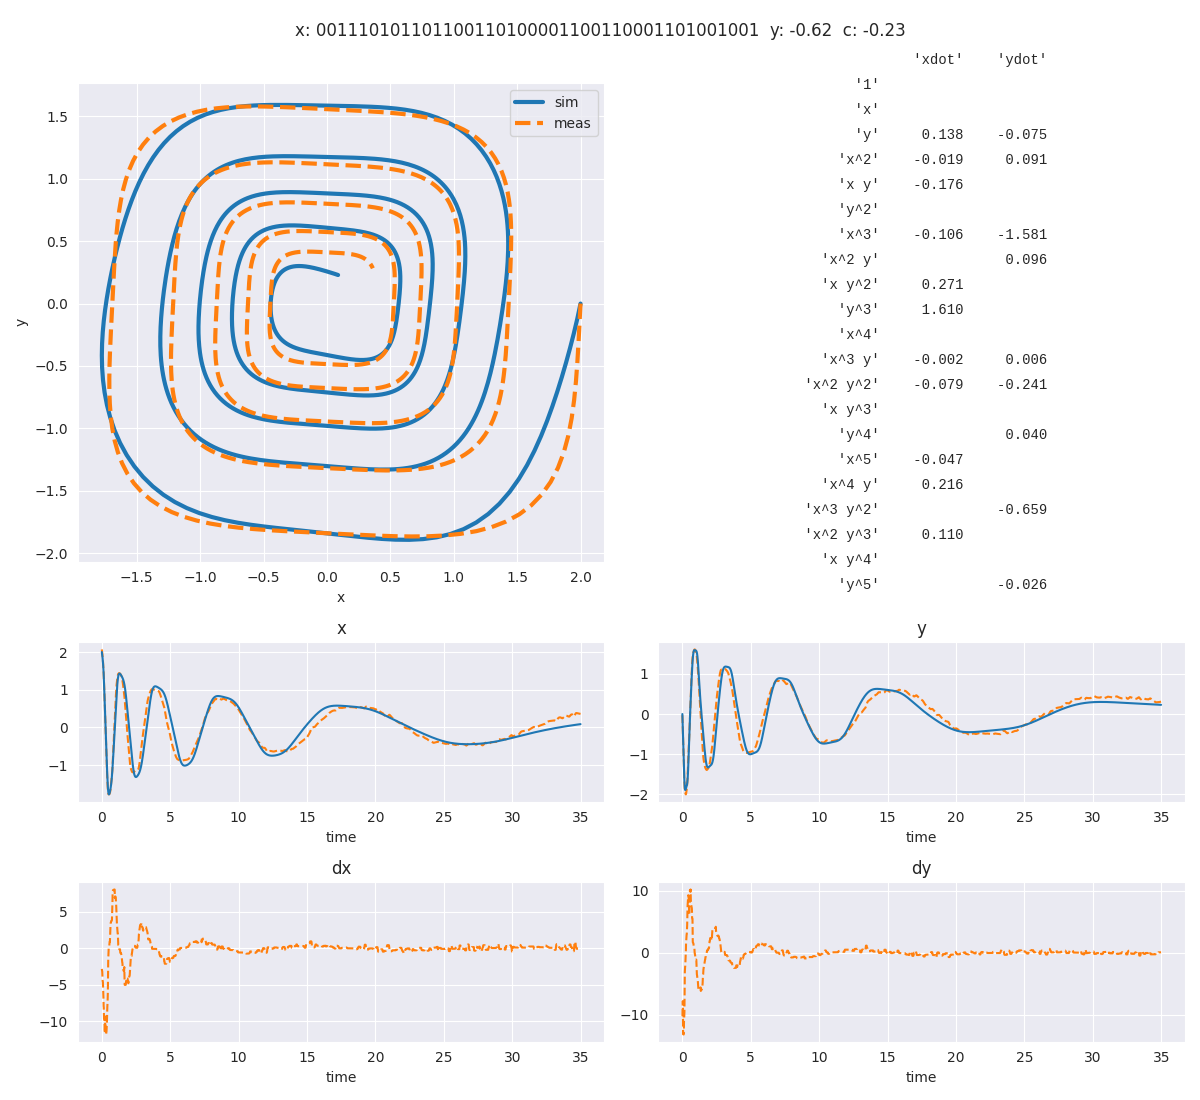 x: 001110101101100110100001100110001101001001 y: -0.62 c: -0.23
'xdot' 'ydot'
'1'
'x'
'y' 0.138 -0.075
'x^2' -0.019 0.091
'x y' -0.176
'y^2'
'x^3' -0.106 -1.581
'x^2 y' 0.096
'x y^2' 0.271
'y^3' 1.610
'x^4'
'x^3 y' -0.002 0.006
'x^2 y^2' -0.079 -0.241
'x y^3'
'y^4' 0.040
'x^5' -0.047
'x^4 y' 0.216
'x^3 y^2' -0.659
'x^2 y^3' 0.110
'x y^4'
'y^5' -0.026
sim
meas
1.5
1.0
0.5
0.0
−0.5
−1.0
−1.5
−2.0
y
−1.5 −1.0 −0.5 0.0 0.5 1.0 1.5 2.0
x
x
2
1
0
−1
0 5 10 15 20 25 30 35
time
y
1
0
−1
−2
0 5 10 15 20 25 30 35
time
dx
5
0
−5
−10
0 5 10 15 20 25 30 35
time
dy
10
0
−10
0 5 10 15 20 25 30 35
time